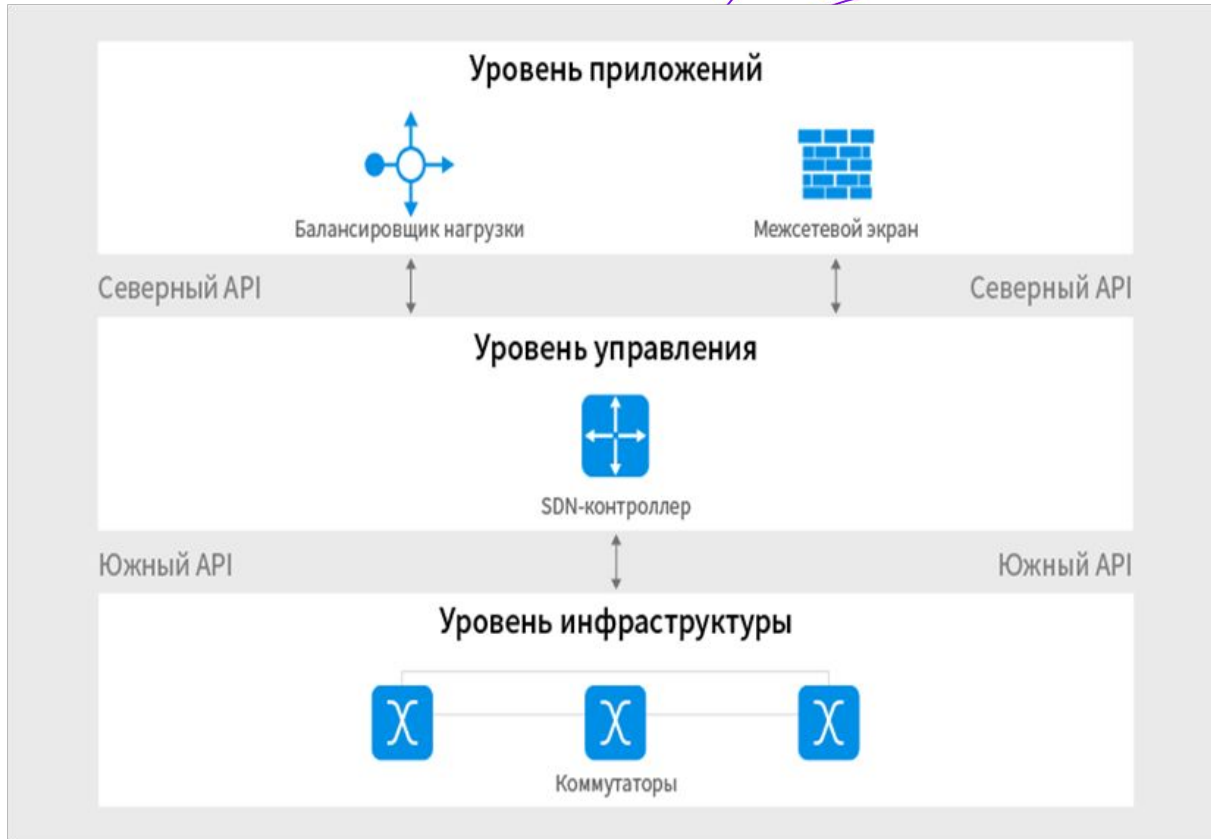 Уровень приложений
Балансировщик нагрузки
Межсетевой экран
Северный API
Северный API
Уровень управления
SDN-контроллер
Южный API
Южный API
Уровень инфраструктуры
Коммутаторы